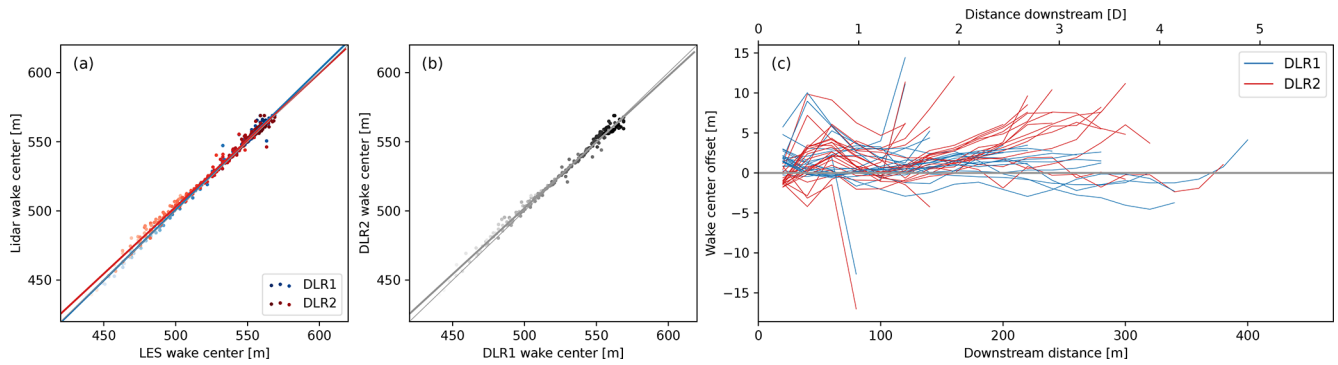 (a)
Lidar wake center [m]
600
550
500
450
450 500 550 600
LES wake center [m]
DLR1
DLR2
(b)
DLR2 wake center [m]
600
550
500
450
450 500 550 600
DLR1 wake center [m]
Distance downstream [D]
0 1 2 3 4 5
(c)
Wake center offset [m]
15
10
5
0
−5
−10
−15
0 100 200 300 400
Downstream distance [m]
DLR1
DLR2